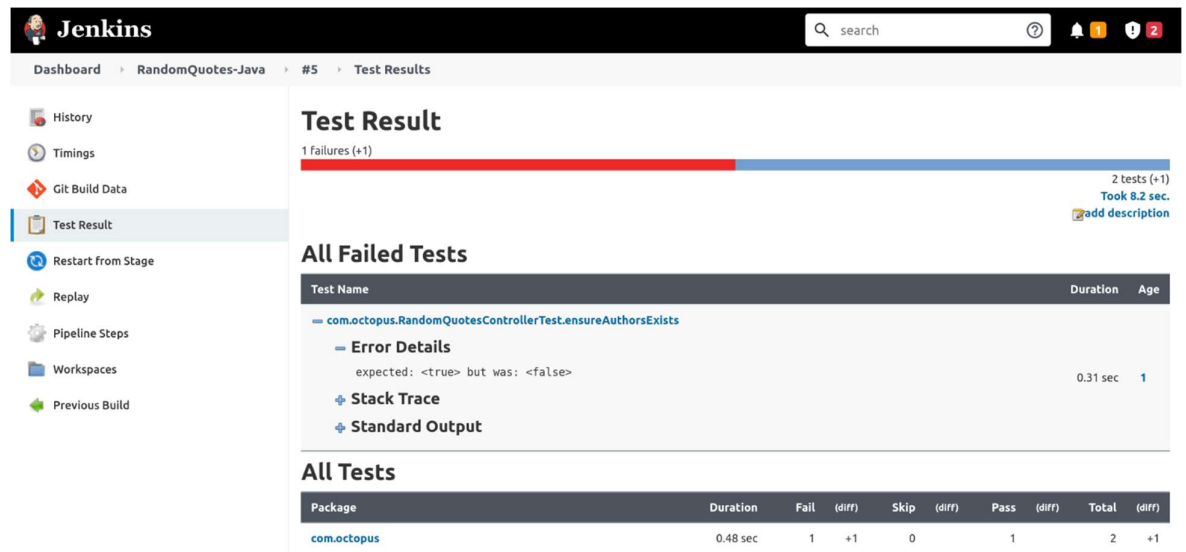 Jenkins
search
1
2
Dashboard RandomQuotes-Java #5 Test Results
History
Timings
Git Build Data
Test Result
Restart from Stage
Replay
Pipeline Steps
Workspaces
Previous Build
Test Result
1 failures (+1)
2 tests (+1)
Took 8.2 sec.
add description
All Failed Tests
Test Name Duration Age
com.octopus.RandomQuotesControllerTest.ensureAuthorsExists
Error Details
expected: <true> but was: <false>
0.31 sec 1
Stack Trace
Standard Output
All Tests
Package Duration Fail (diff) Skip (diff) Pass (diff) Total (diff)
com.octopus 0.48 sec 1 +1 0 1 2 +1